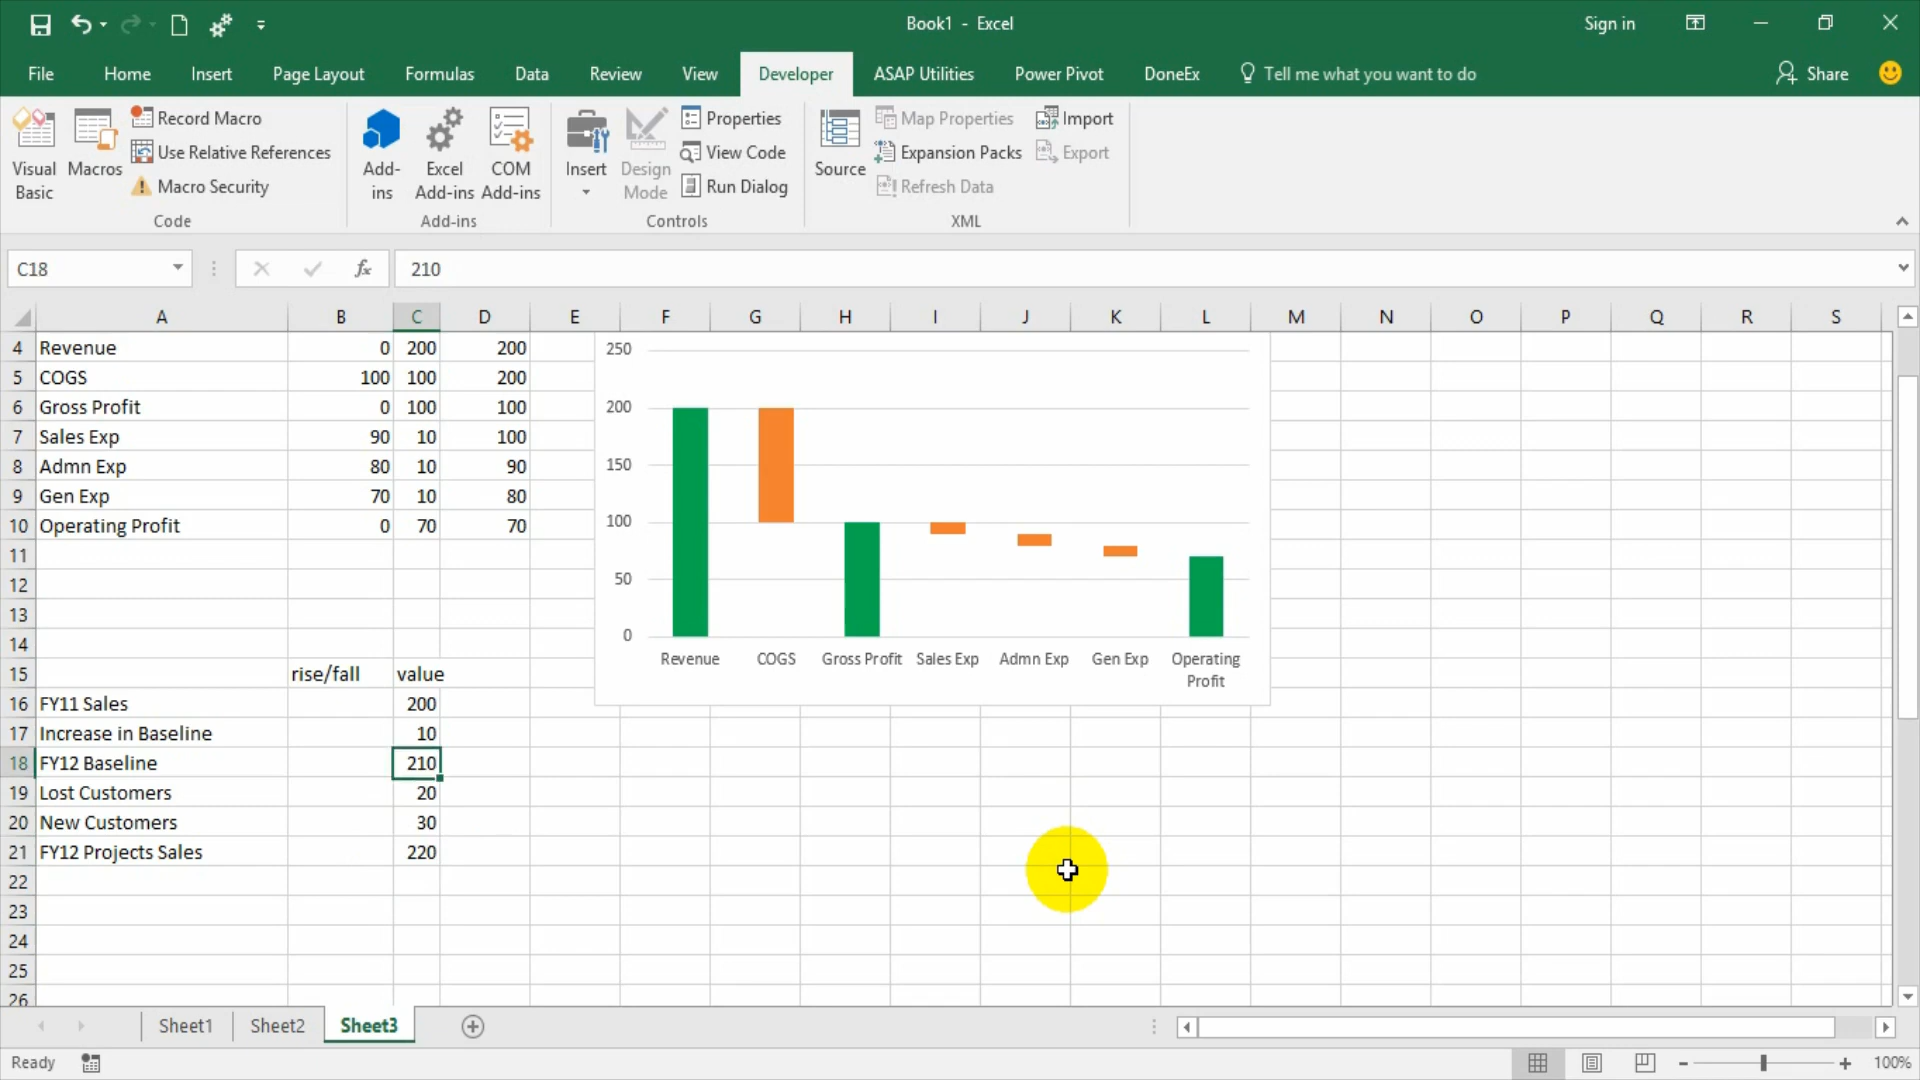 Book1 - Excel
Sign in
File Home Insert Page Layout Formulas Data Review View Developer ASAP Utilities Power Pivot DoneEx Tell me what you want to do Share
Visual Basic
Macros
Record Macro
Use Relative References
Macro Security
Code
Add-ins
Excel Add-ins
COM Add-ins
Add-ins
Insert
Design Mode
Properties
View Code
Run Dialog
Controls
Source
Map Properties
Expansion Packs
Refresh Data
Import
Export
XML
C18
fx
210
A B C D E F G H I J K L M N O P Q R S
4 Revenue 0 200 200
5 COGS 100 100 200
6 Gross Profit 0 100 100
7 Sales Exp 90 10 100
8 Admn Exp 80 10 90
9 Gen Exp 70 10 80
10 Operating Profit 0 70 70
11
12
13
14
15 rise/fall value
16 FY11 Sales 200
17 Increase in Baseline 10
18 FY12 Baseline 210
19 Lost Customers 20
20 New Customers 30
21 FY12 Projects Sales 220
22
23
24
25
26
250
200
150
100
50
0
Revenue COGS Gross Profit Sales Exp Admn Exp Gen Exp Operating
Profit
Sheet1 Sheet2 Sheet3
Ready
100%